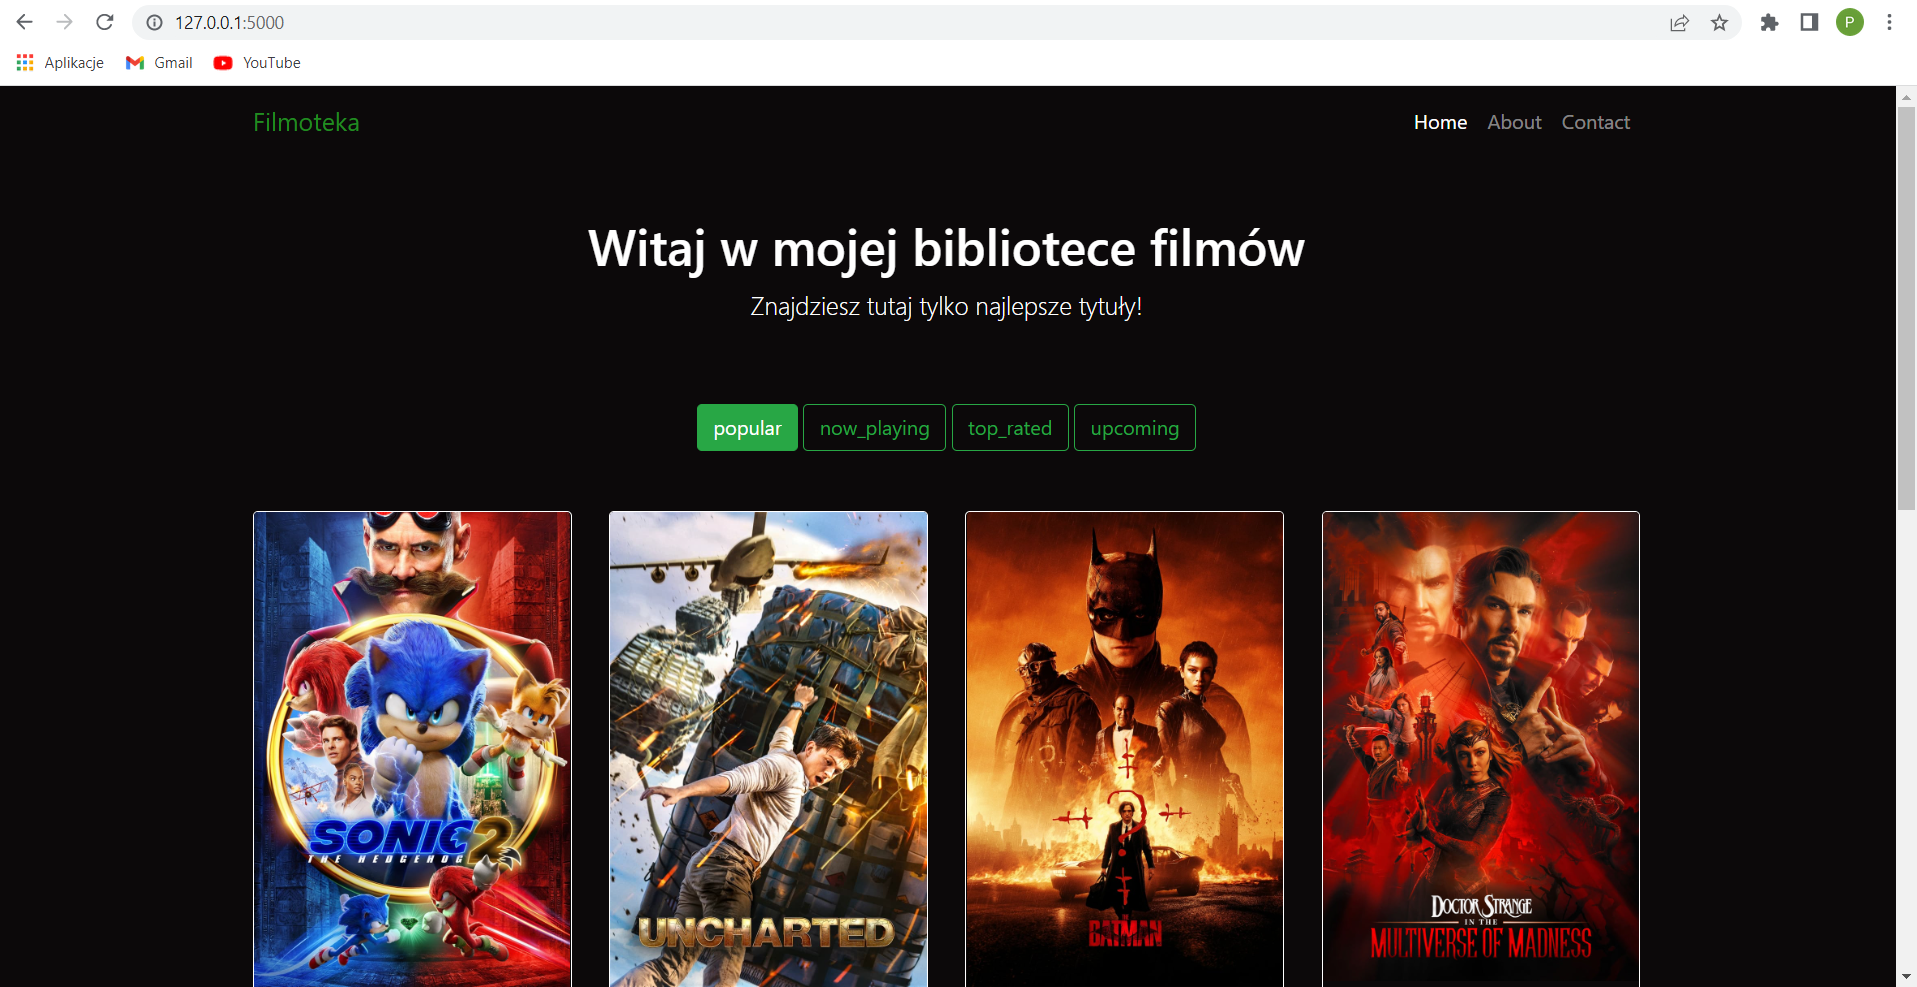 127.0.0.1:5000
P
Aplikacje Gmail YouTube
Filmoteka Home About Contact
Witaj w mojej bibliotece filmów
Znajdziesz tutaj tylko najlepsze tytuły!
popular now_playing top_rated upcoming
SONIC 2
THE HEDGEHOG
UNCHARTED
THE BATMAN
DOCTOR STRANGE
IN THE
MULTIVERSE OF MADNESS